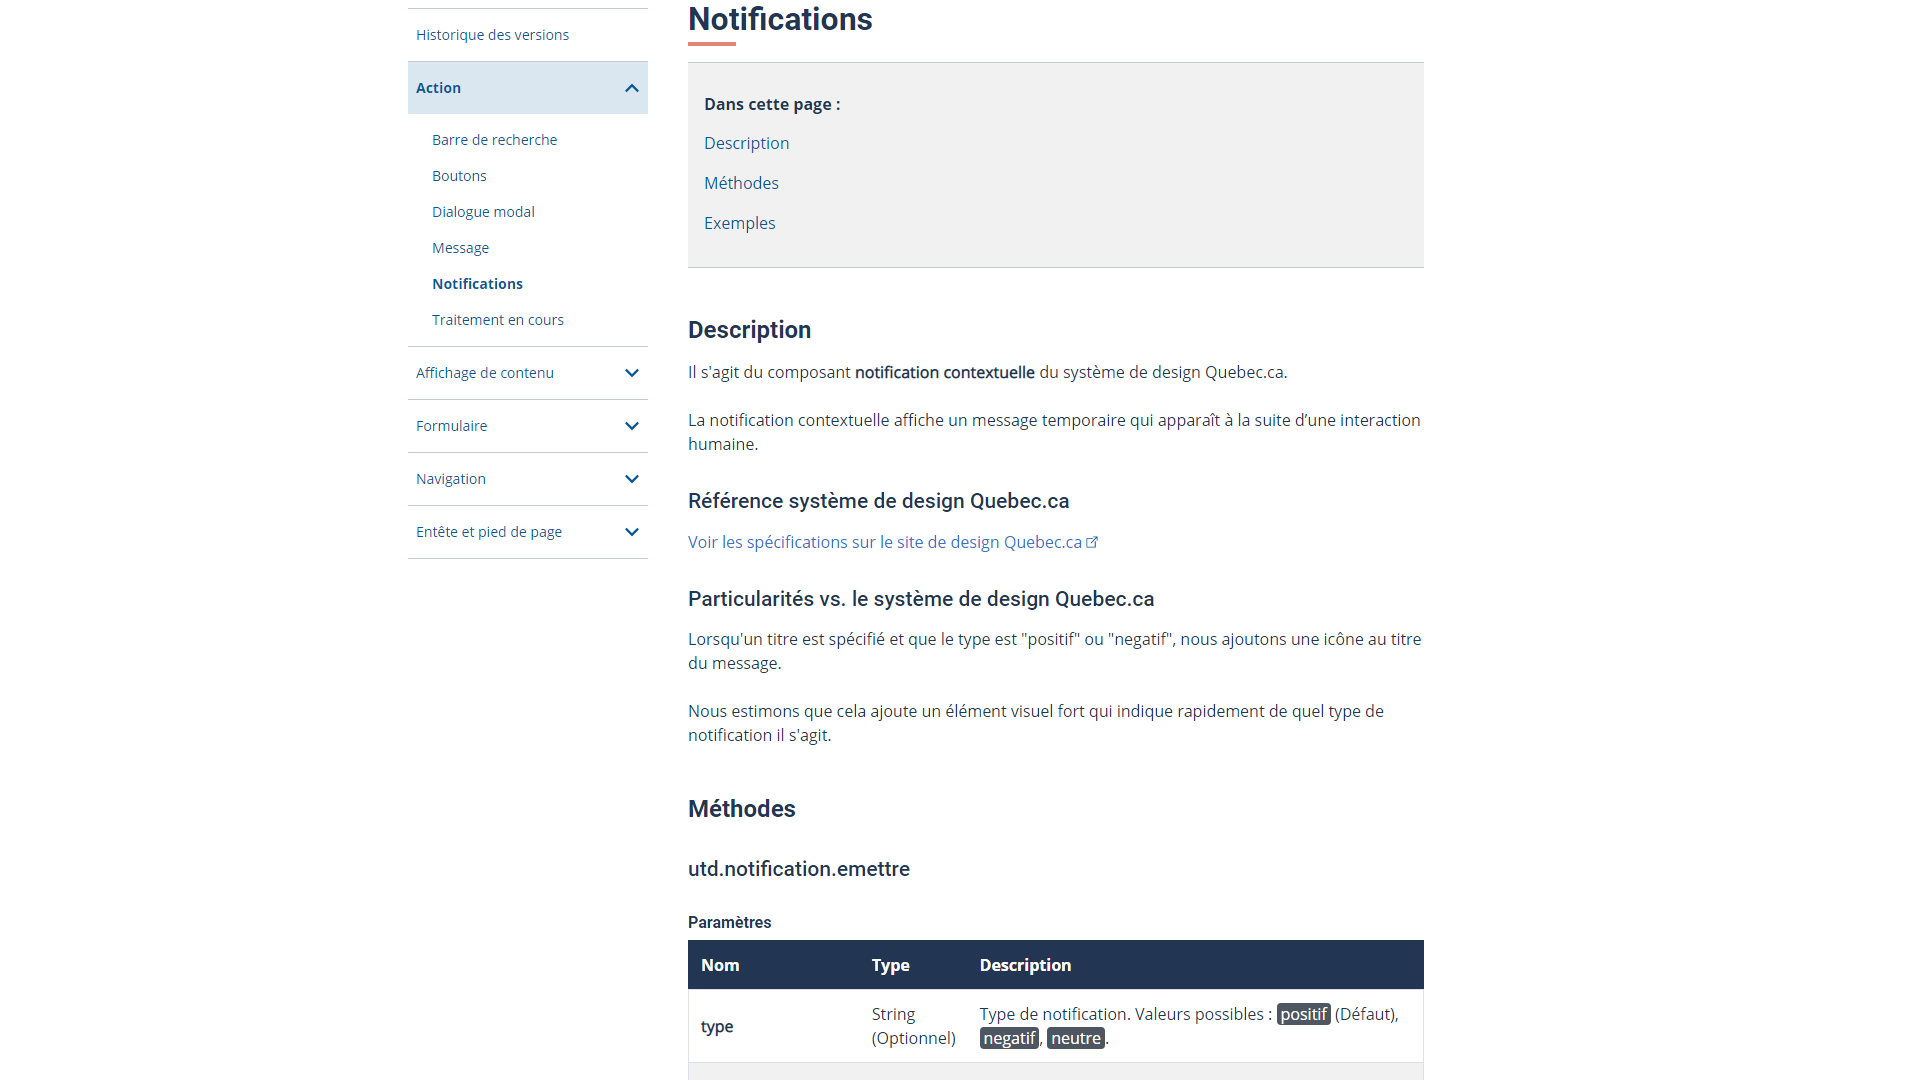 Historique des versions
Action
Barre de recherche
Boutons
Dialogue modal
Message
Notifications
Traitement en cours
Affichage de contenu
Formulaire
Navigation
Entête et pied de page
Notifications
Dans cette page :
Description
Méthodes
Exemples
Description
Il s'agit du composant notification contextuelle du système de design Quebec.ca.
La notification contextuelle affiche un message temporaire qui apparaît à la suite d’une interaction
humaine.
Référence système de design Quebec.ca
Voir les spécifications sur le site de design Quebec.ca
Particularités vs. le système de design Quebec.ca
Lorsqu'un titre est spécifié et que le type est "positif" ou "negatif", nous ajoutons une icône au titre
du message.
Nous estimons que cela ajoute un élément visuel fort qui indique rapidement de quel type de
notification il s'agit.
Méthodes
utd.notification.emettre
Paramètres
Nom Type Description
type String (Optionnel) Type de notification. Valeurs possibles : positif (Défaut),
negatif, neutre.